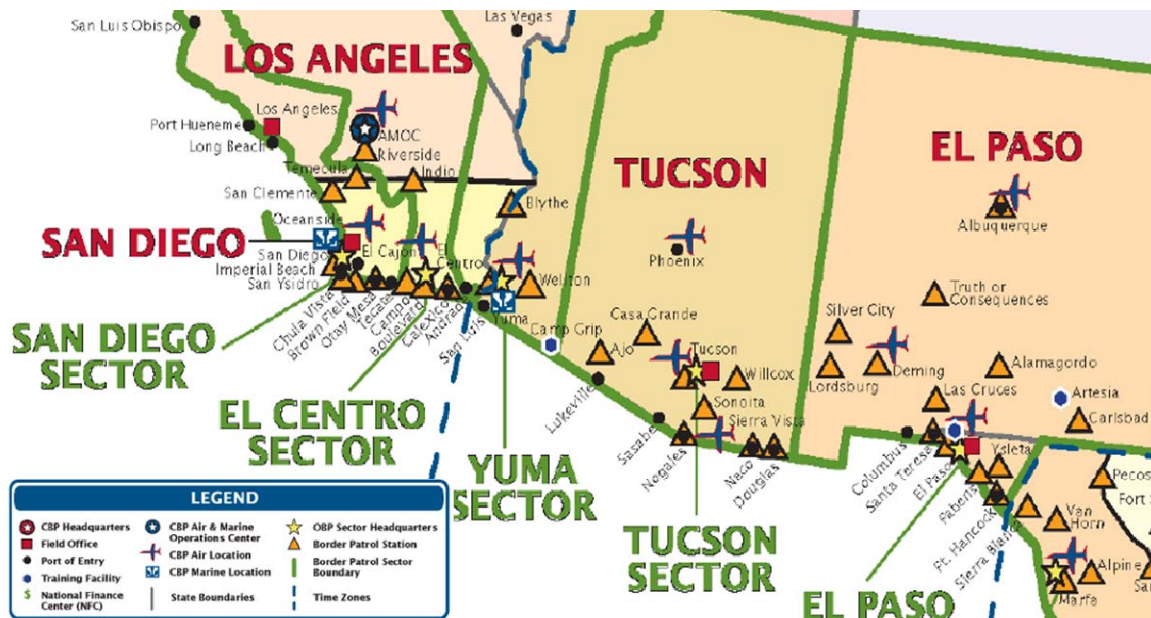 San Luis Obispo
Las Vegas
LOS ANGELES
Los Angeles
Port Hueneme
Long Beach
AMOC
Riverside
Temecula
Indio
San Clemente
Blythe
Oceanside
SAN DIEGO
San Diego
El Cajon
El
Centro
Imperial Beach
San Ysidro
Chula Vista
Brown Field
Otay Mesa
Tecate
Campo
Boulevard
Calexico
Andrade
San Luis
Yuma
Wellton
Camp Grip
SAN DIEGO
SECTOR
EL CENTRO
SECTOR
YUMA
SECTOR
TUCSON
Phoenix
Casa Grande
Ajo
Tucson
Willcox
Sonoita
Sierra Vista
Lukeville
Sasabe
Nogales
Naco
Douglas
TUCSON
SECTOR
EL PASO
Albuquerque
Truth or
Consequences
Silver City
Lordsburg
Deming
Alamagordo
Las Cruces
Artesia
Carlsbad
Columbus
Santa Teresa
El Paso
Ysleta
Fabens
Ft. Hancock
Sierra Blanca
Pecos
Fort
Van
Horn
Alpine
Marfa
EL PASO
LEGEND
CBP Headquarters
Field Office
Port of Entry
Training Facility
$ National Finance
Center (NFC)
CBP Air & Marine
Operations Center
CBP Air Location
CBP Marine Location
State Boundaries
OBP Sector Headquarters
Border Patrol Station
Border Patrol Sector
Boundary
Time Zones